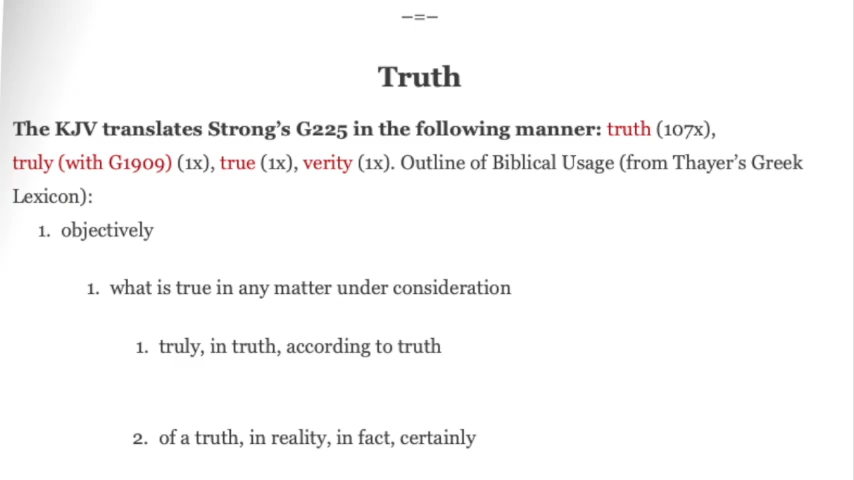 –=–
Truth
The KJV translates Strong's G225 in the following manner: truth (107x),
truly (with G1909) (1x), true (1x), verity (1x). Outline of Biblical Usage (from Thayer's Greek
Lexicon):
1. objectively
1. what is true in any matter under consideration
1. truly, in truth, according to truth
2. of a truth, in reality, in fact, certainly